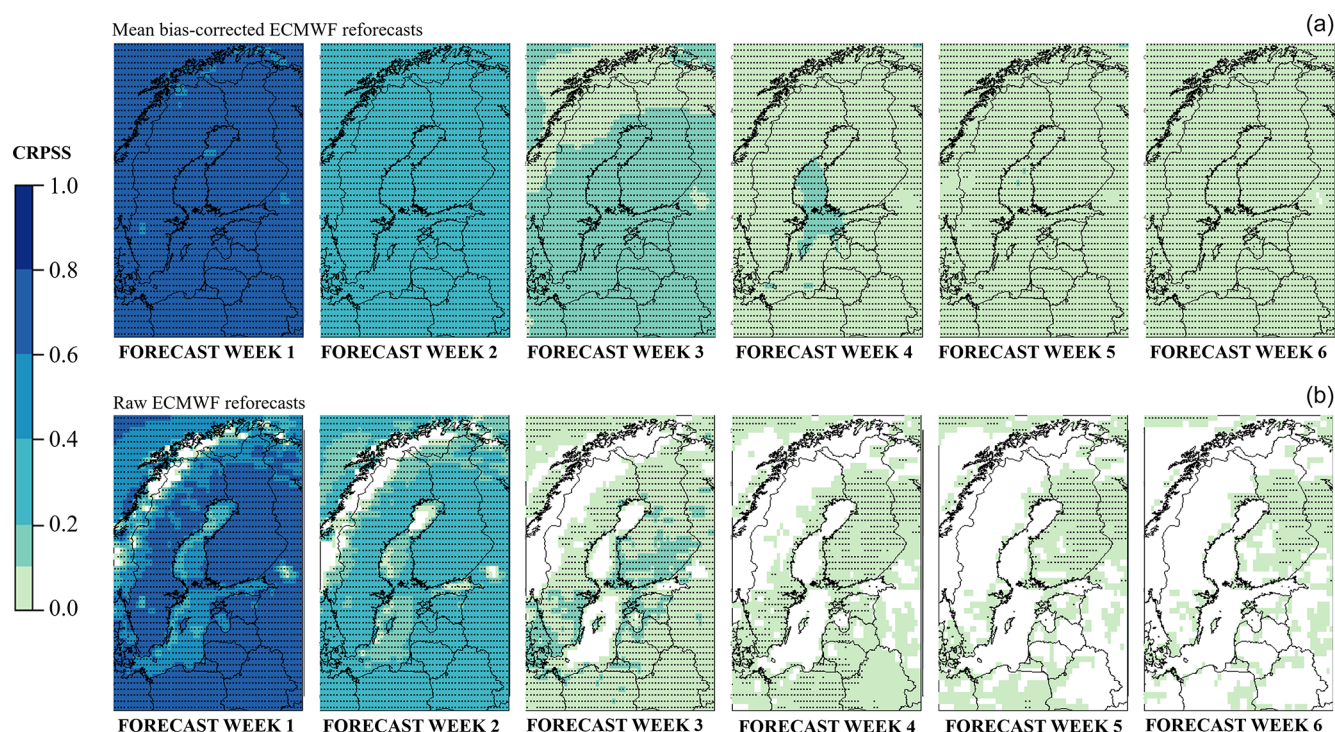 (a)
Mean bias-corrected ECMWF reforecasts
CRPSS
1.0
0.8
0.6
0.4
0.2
0.0
FORECAST WEEK 1 FORECAST WEEK 2 FORECAST WEEK 3 FORECAST WEEK 4 FORECAST WEEK 5 FORECAST WEEK 6
(b)
Raw ECMWF reforecasts
FORECAST WEEK 1 FORECAST WEEK 2 FORECAST WEEK 3 FORECAST WEEK 4 FORECAST WEEK 5 FORECAST WEEK 6